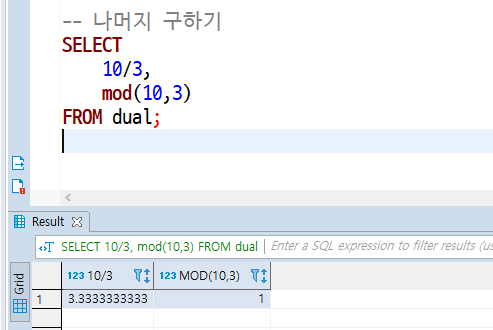 -- 나머지 구하기
SELECT
10/3,
mod(10,3)
FROM dual;
Result
SELECT 10/3, mod(10,3) FROM dual
Enter a SQL expression to filter results (us
Grid
123 10/3
123 MOD(10,3)
1
3.3333333333
1